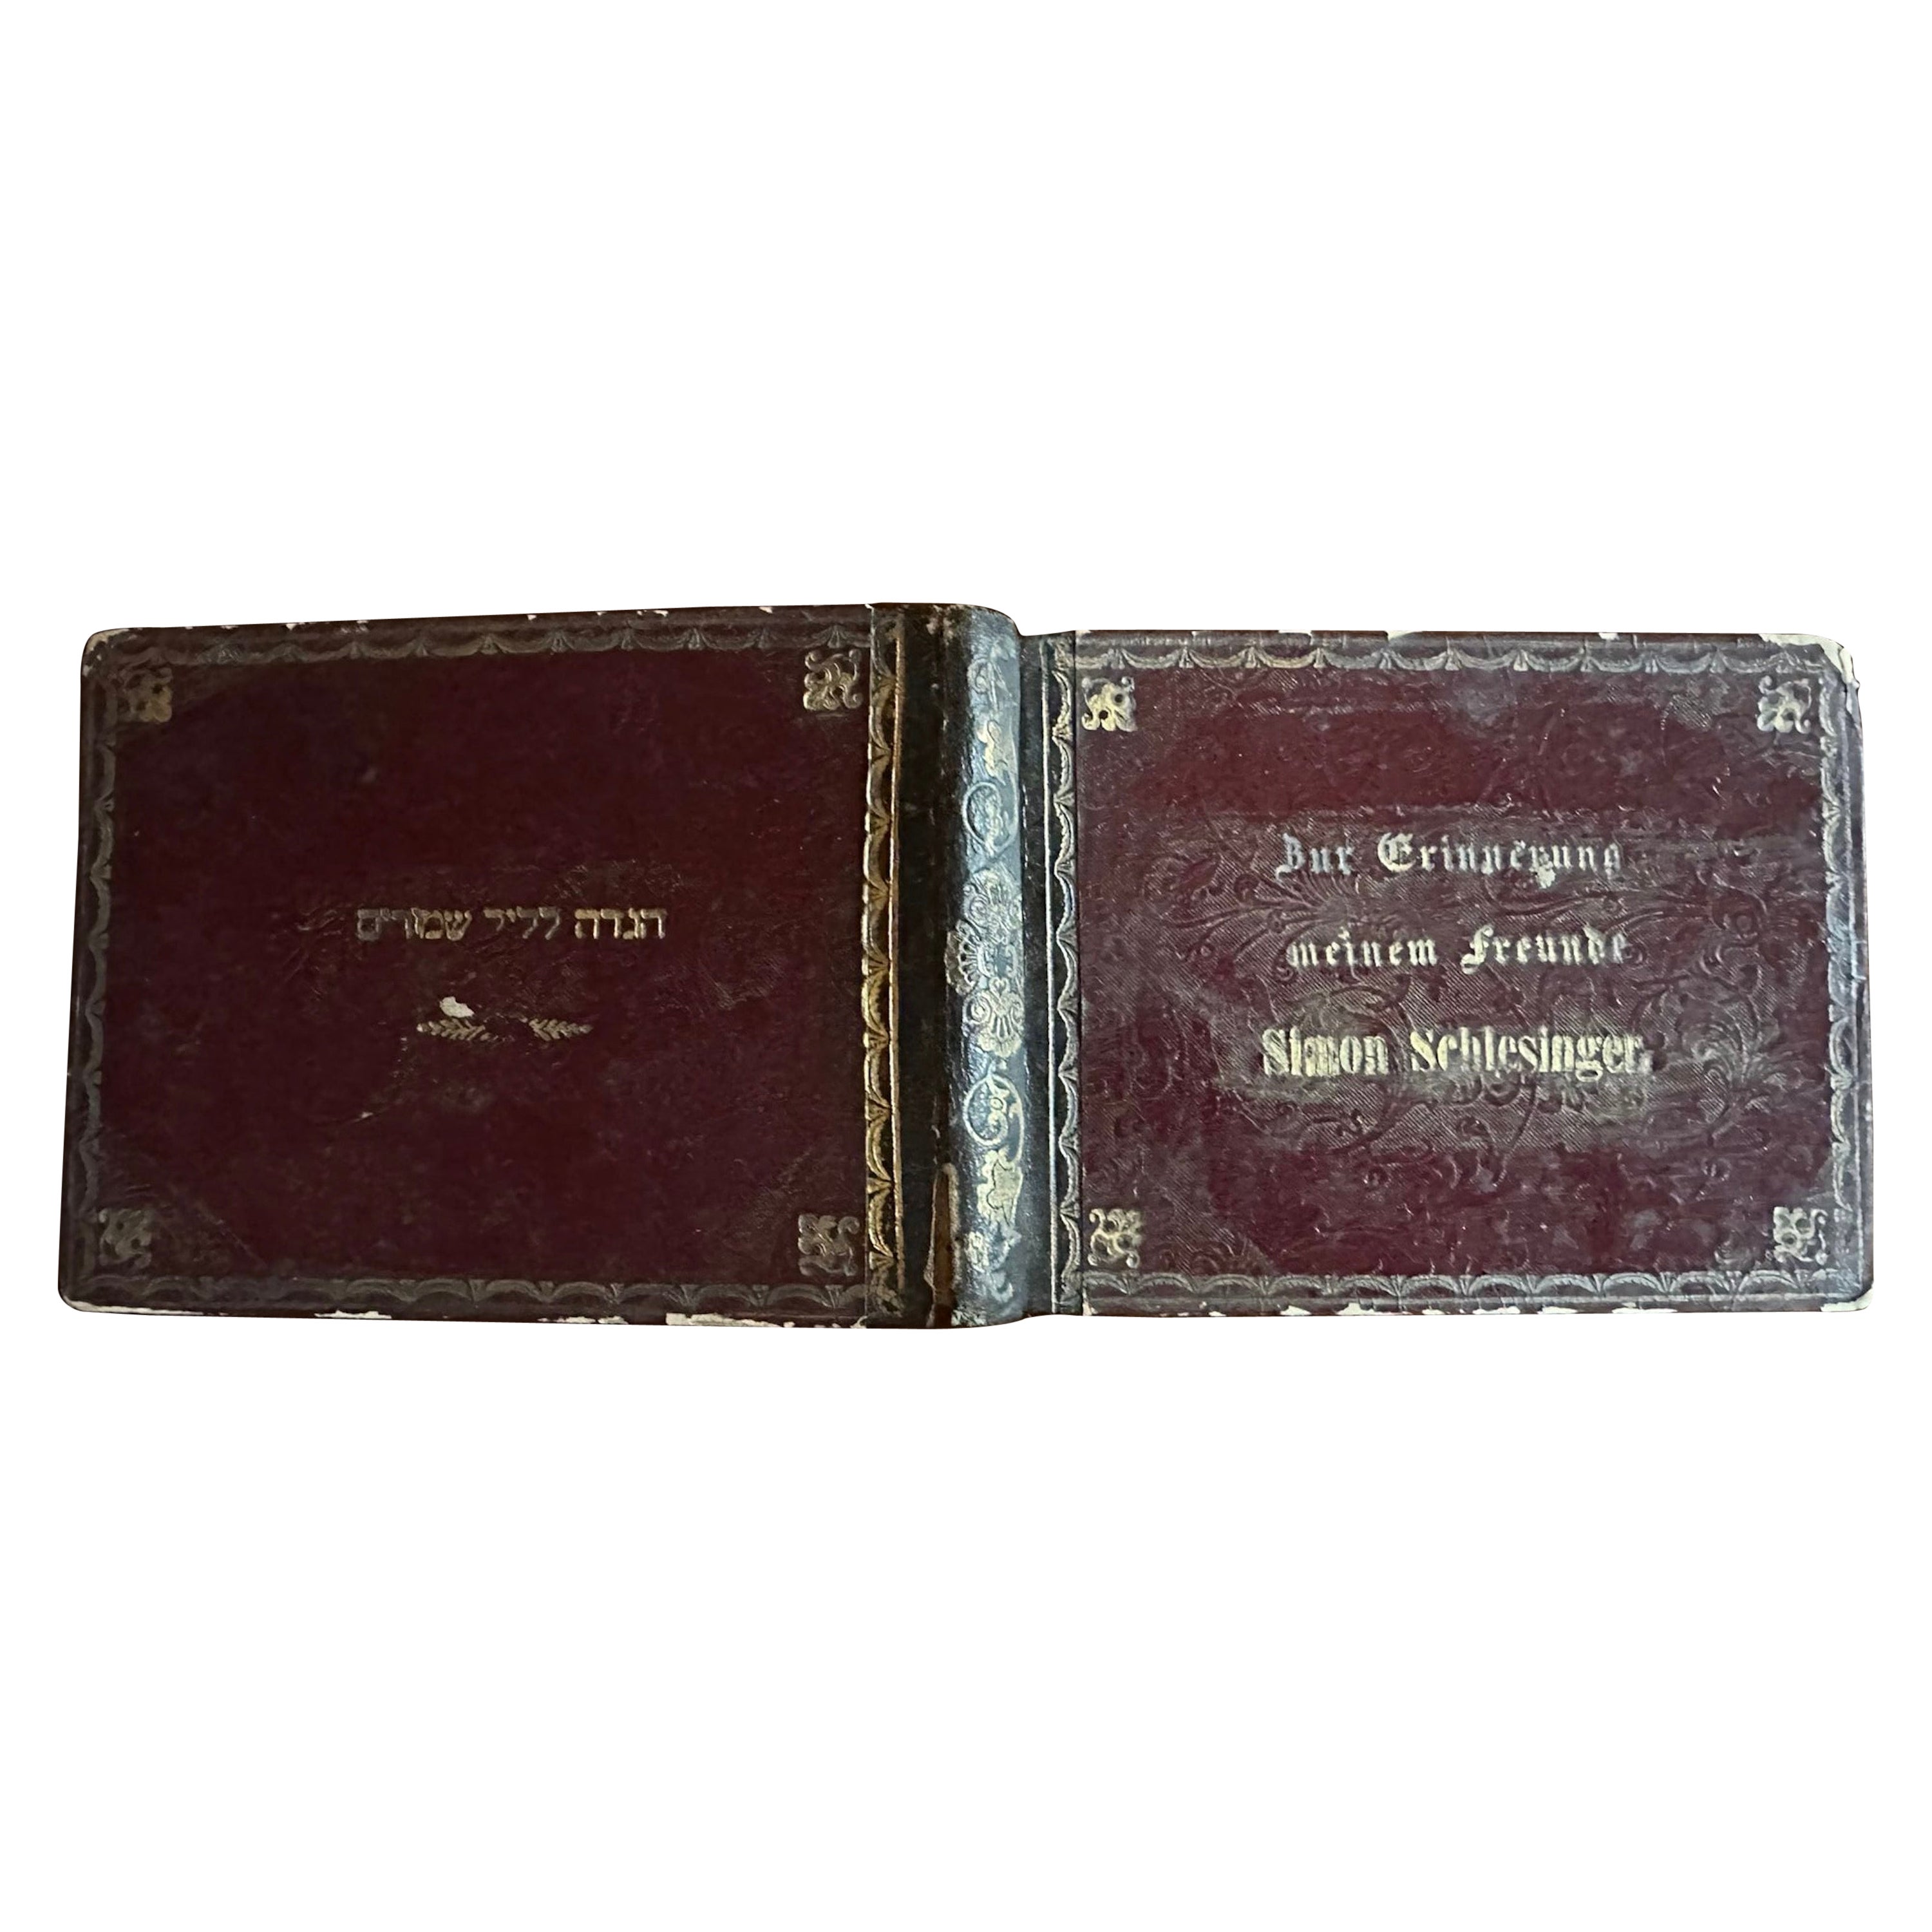 הגדה לליל שמורים
Zur Erinnerung
meinem Freunde
Simon Schlesinger.